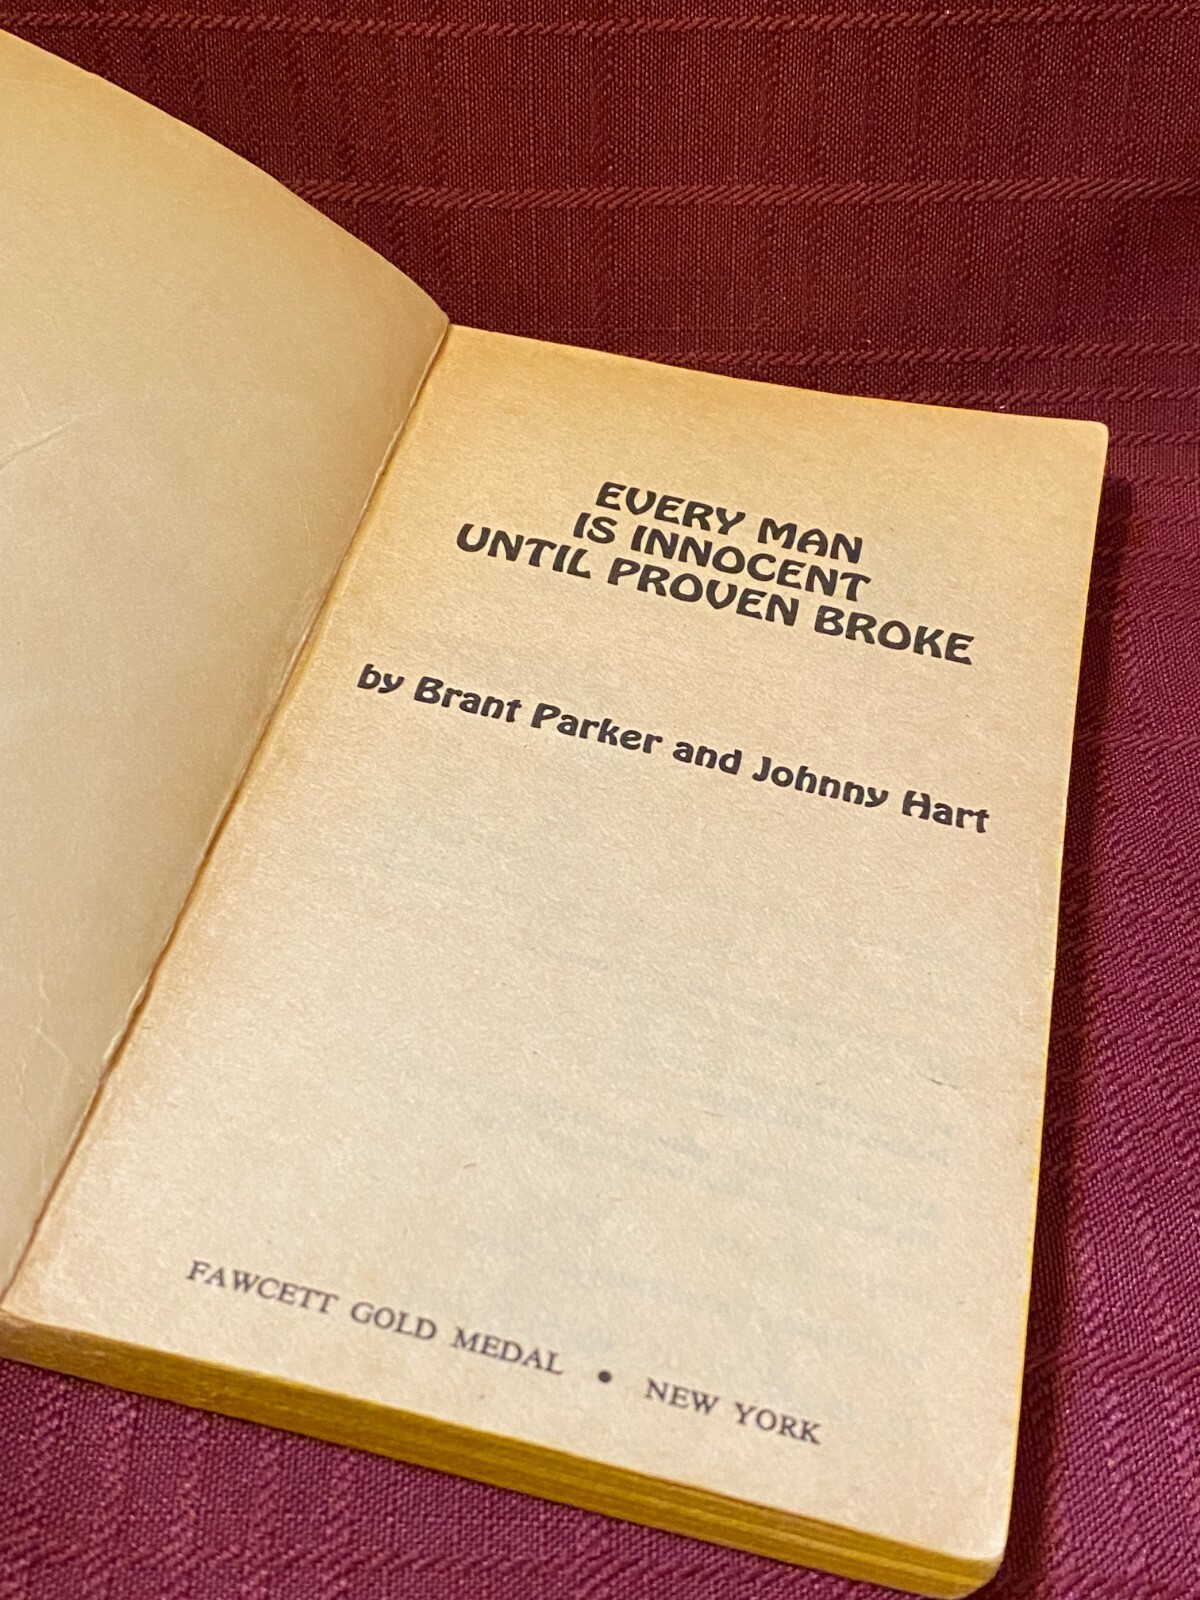 EVERY MAN
IS INNOCENT
UNTIL PROVEN BROKE
by Brant Parker and Johnny Hart
FAWCETT GOLD MEDAL • NEW YORK